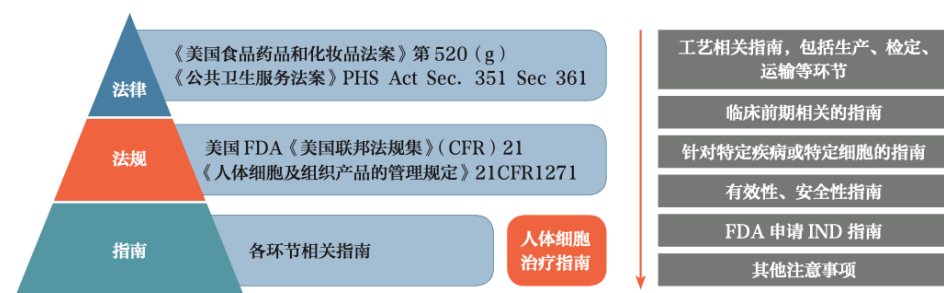 法律
《美国食品药品和化妆品法案》第 520（g）
《公共卫生服务法案》PHS Act Sec. 351 Sec 361
法规
美国 FDA《美国联邦法规集》（CFR）21
《人体细胞及组织产品的管理规定》21CFR1271
指南
各环节相关指南
人体细胞
治疗指南
工艺相关指南，包括生产、检定、
运输等环节
临床前期相关的指南
针对特定疾病或特定细胞的指南
有效性、安全性指南
FDA 申请 IND 指南
其他注意事项